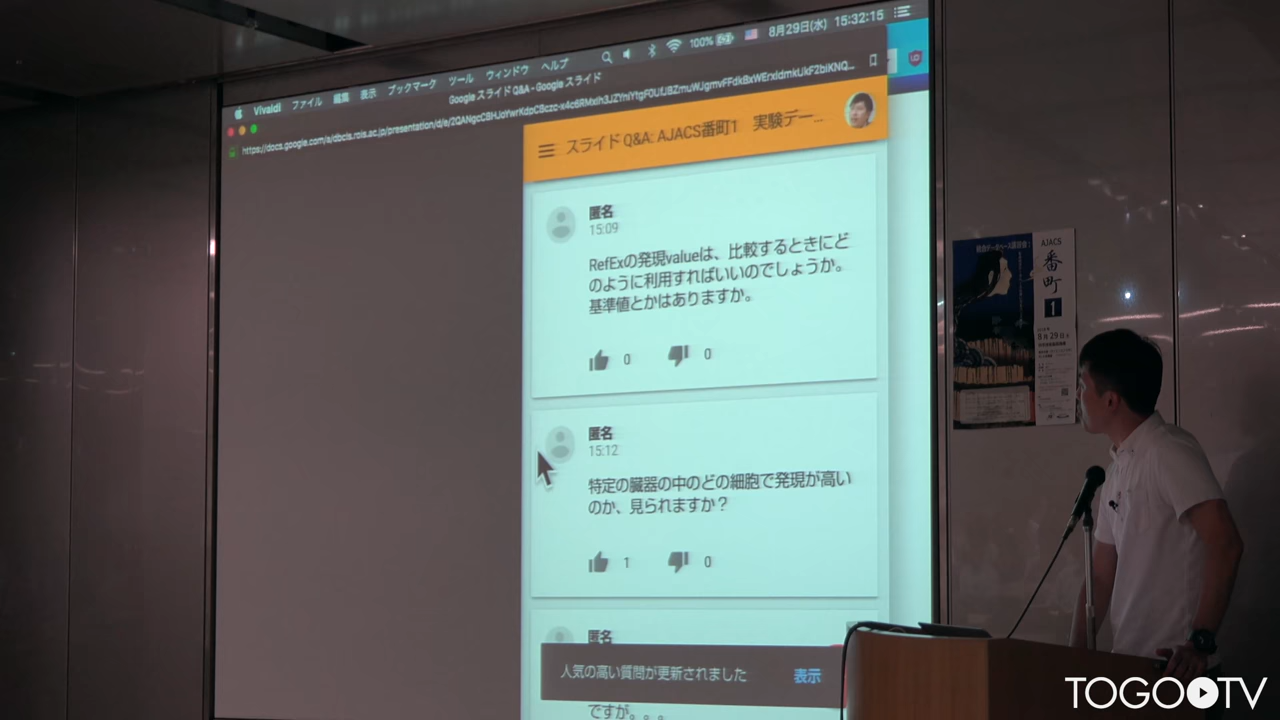 Vivaldi ファイル 編集 表示 ブックマーク ツール ウィンドウ ヘルプ 100% 8月29日(水) 15:32:15
Google スライド Q&A - Google スライド
スライド Q&A: AJACS番町1 実験デー...
匿名
15:09
RefExの発現valueは、比較するときにど
のように利用すればいいのでしょうか。
基準値とかはありますか。
0 0
匿名
15:12
特定の臓器の中のどの細胞で発現が高い
のか、見られますか？
1 0
匿名
人気の高い質問が更新されました 表示
ですが。。。
AJACS
番町
1
8月29日
TOGOTV